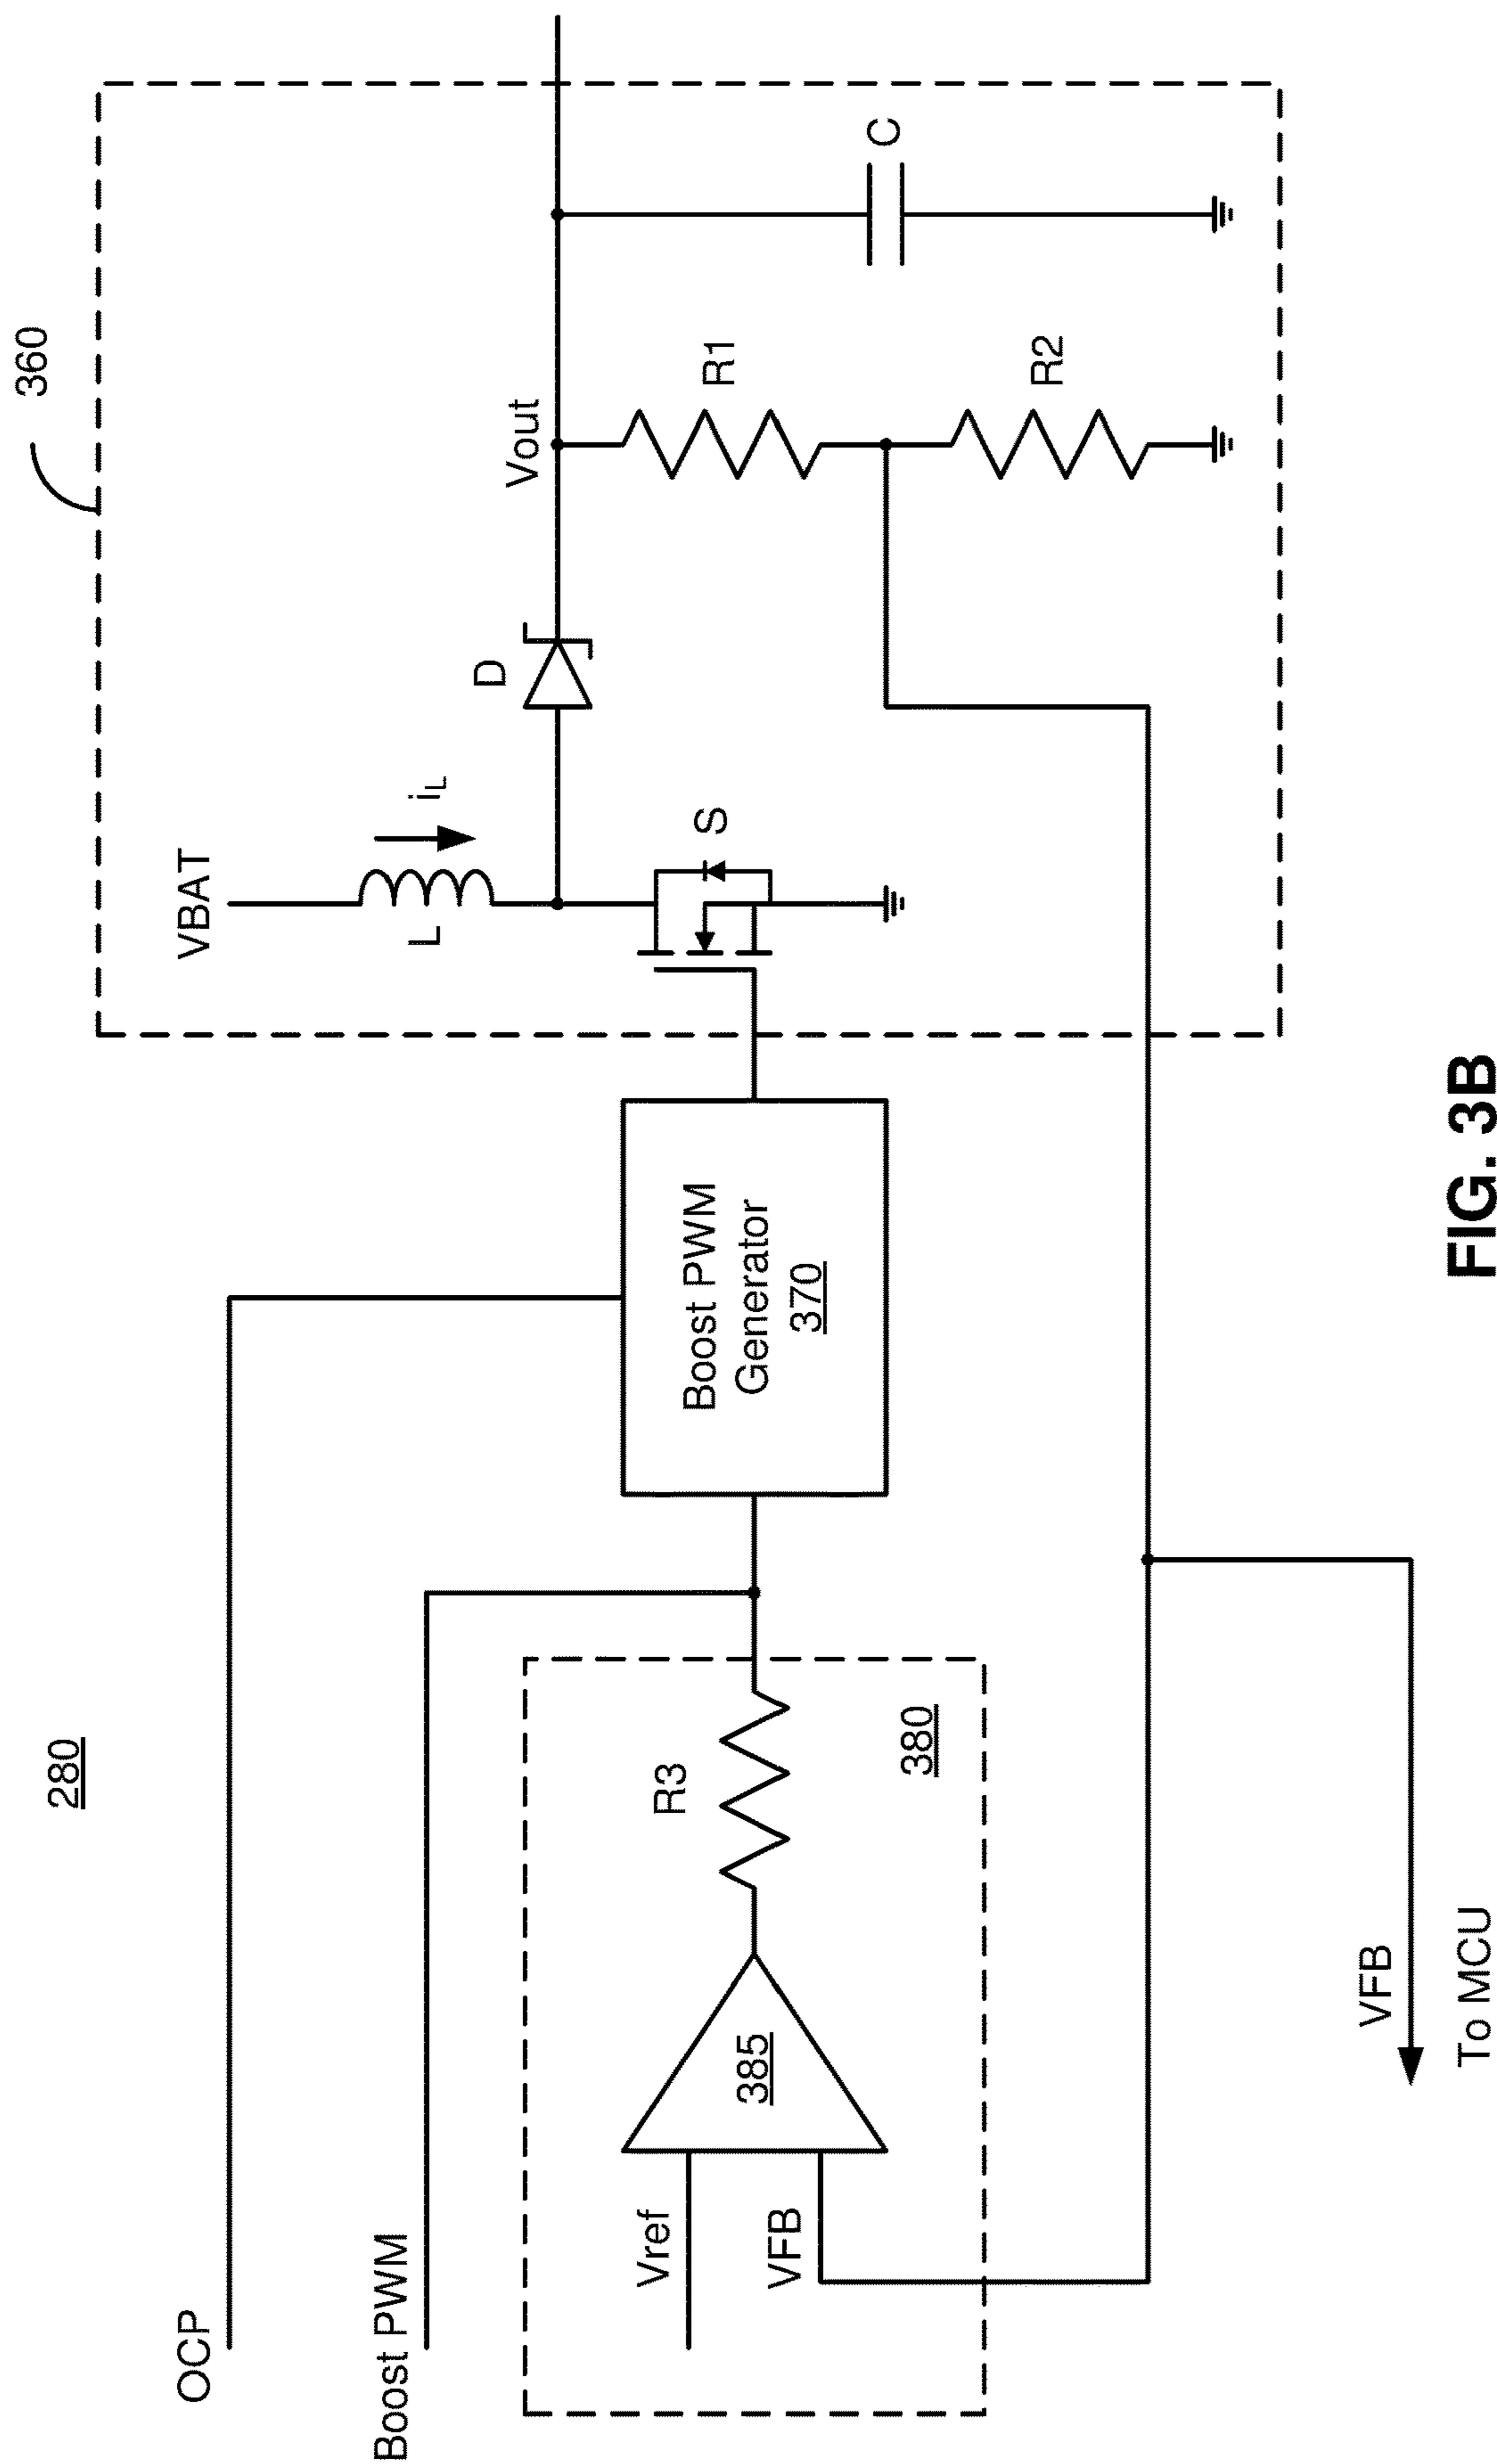 280
360
OCP
VBAT
Boost PWM
L
iL
D
Vout
Vref
R3
S
R1
C
VFB
385
Boost PWM
Generator
370
380
R2
VFB
To MCU
FIG. 3B